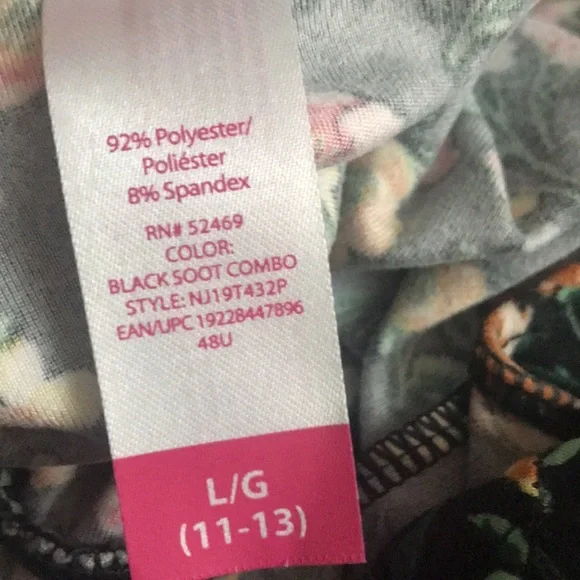 92% Polyester/
Poliéster
8% Spandex
RN# 52469
COLOR:
BLACK SOOT COMBO
STYLE: NJ19T432P
EAN/UPC 19228447896
48U
L/G
(11-13)